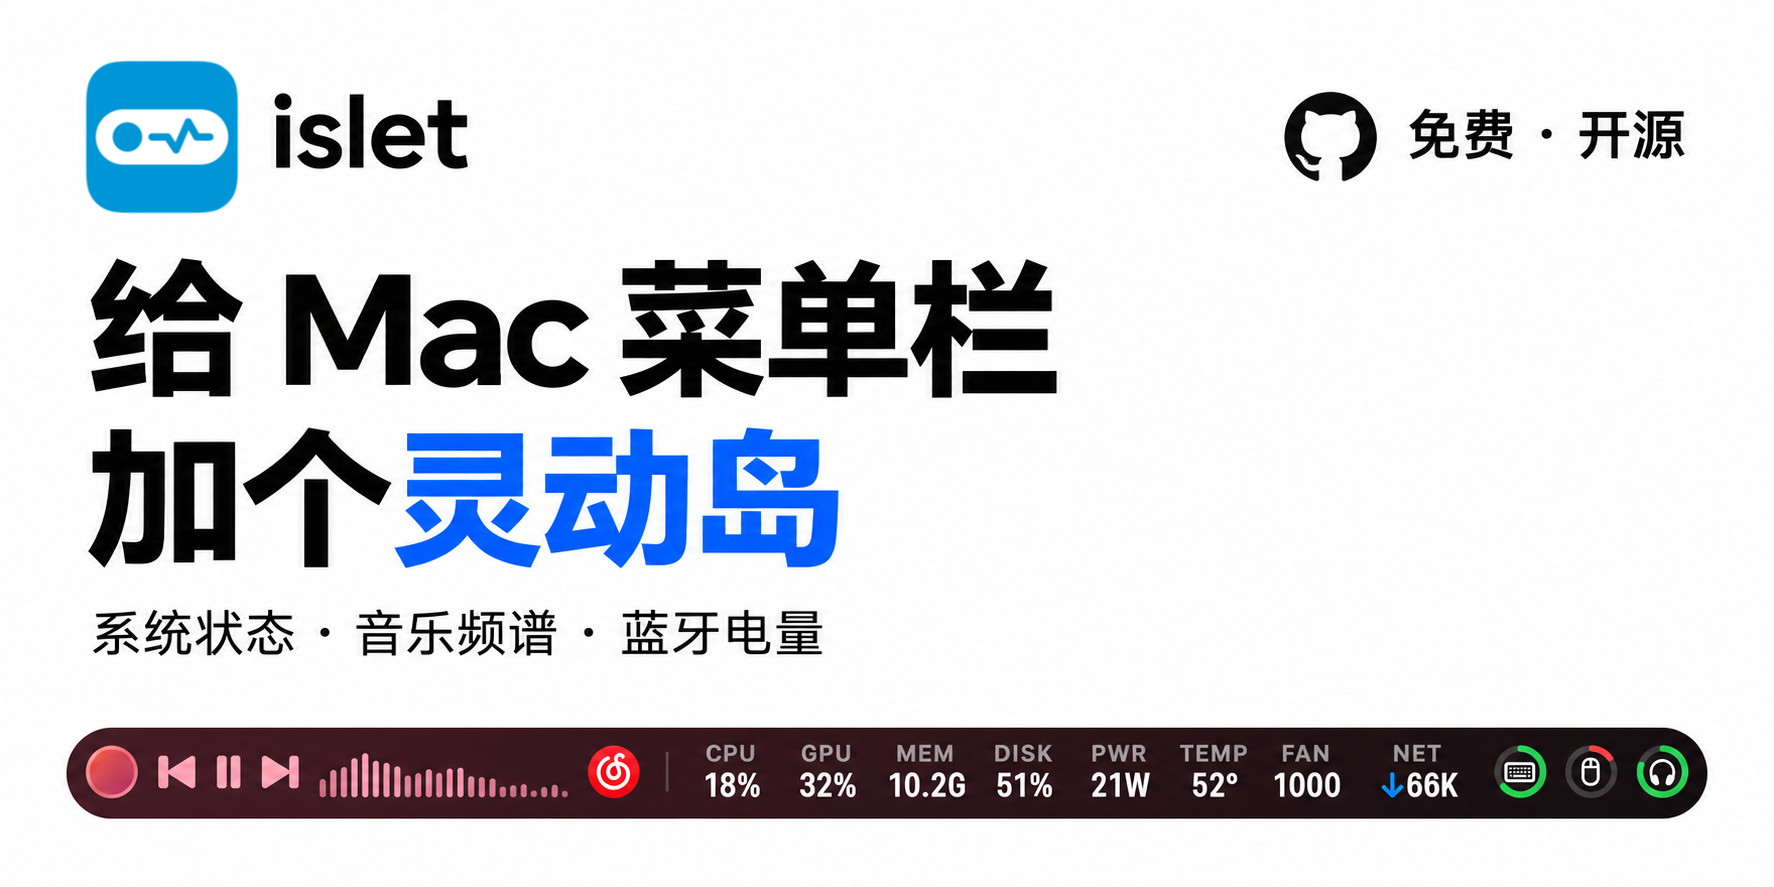 islet
免费 · 开源
给 Mac 菜单栏
加个灵动岛
系统状态 · 音乐频谱 · 蓝牙电量
CPU GPU MEM DISK PWR TEMP FAN NET
18% 32% 10.2G 51% 21W 52° 1000 ↓66K